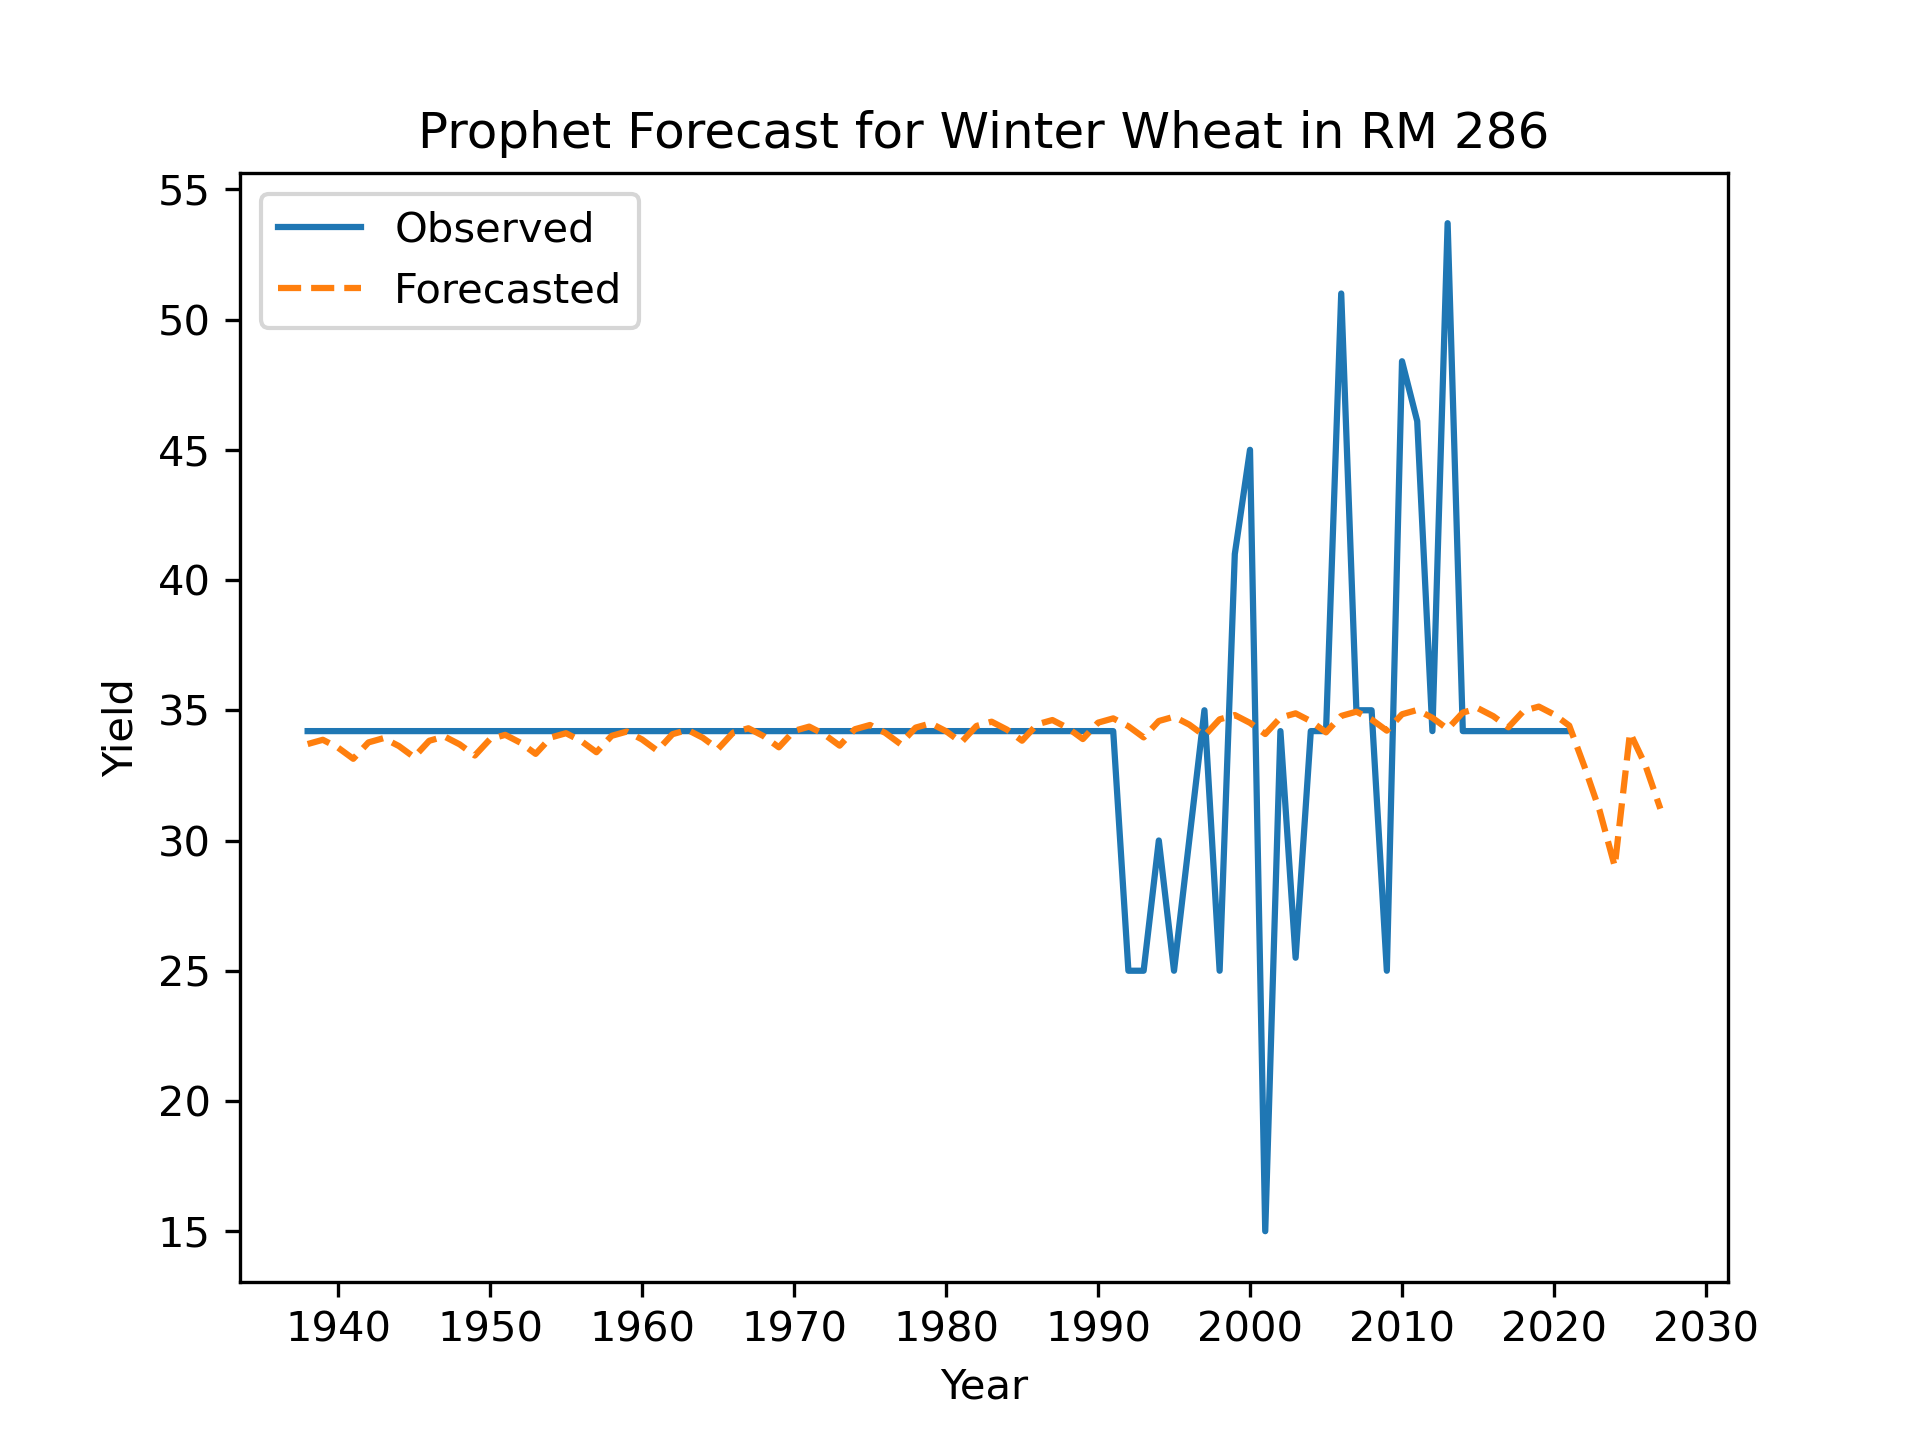 Prophet Forecast for Winter Wheat in RM 286
Observed
Forecasted
55
50
45
40
35
30
25
20
15
Yield
1940 1950 1960 1970 1980 1990 2000 2010 2020 2030
Year